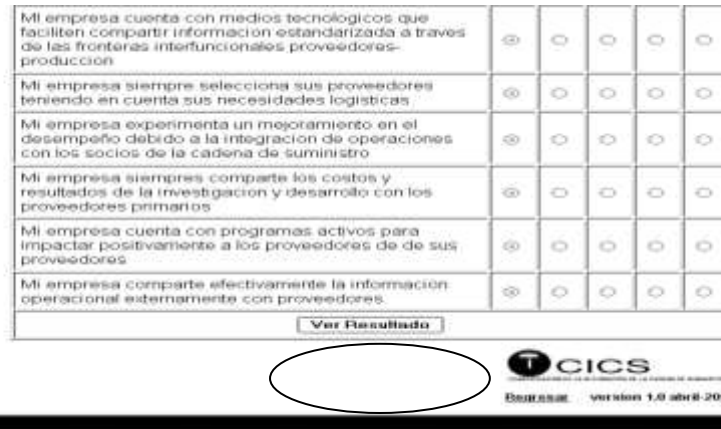 Mi empresa cuenta con medios tecnologicos que
faciliten compartir informacion estandarizada a traves
de las fronteras interfuncionales proveedores-
produccion
Mi empresa siempre selecciona sus proveedores
teniendo en cuenta sus necesidades logisticas
Mi empresa experimenta un mejoramiento en el
desempeño debido a la integracion de operaciones
con los socios de la cadena de suministro
Mi empresa siempres comparte los costos y
resultados de la investigacion y desarrollo con los
proveedores primarios
Mi empresa cuenta con programas activos para
impactar positivamente a los proveedores de de sus
proveedores
Mi empresa comparte efectivamente la informacion
operacional externamente con proveedores
Ver Resultado
CICS
Regresar version 1.0 abril-20